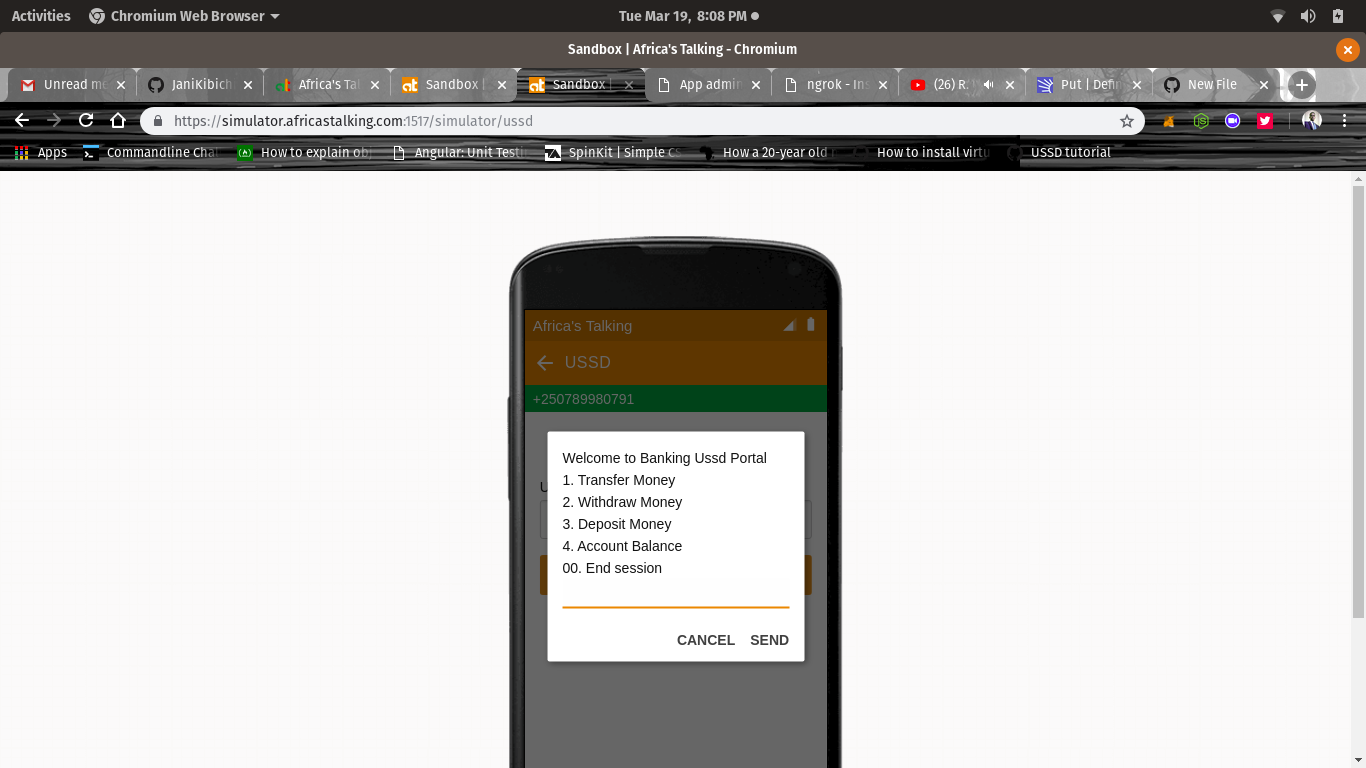 Activities
Chromium Web Browser
Tue Mar 19, 8:08 PM
Sandbox | Africa's Talking - Chromium
Unread me
JaniKibich
Africa's Tal
Sandbox |
Sandbox |
App admin
ngrok - Ins
(26) R.
Put | Defin
New File
https://simulator.africastalking.com:1517/simulator/ussd
Apps
Commandline Cha
How to explain obj
Angular: Unit Testi
SpinKit | Simple CS
How a 20-year old
How to install virtu
USSD tutorial
Africa's Talking
USSD
+250789980791
Welcome to Banking Ussd Portal
1. Transfer Money
2. Withdraw Money
3. Deposit Money
4. Account Balance
00. End session
U
CANCEL SEND